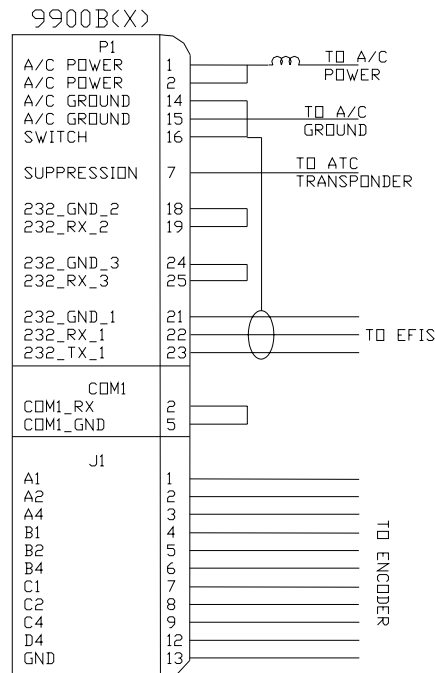 9900B(X)
P1
A/C POWER 1
A/C POWER 2
A/C GROUND 14
A/C GROUND 15
SWITCH 16
SUPPRESSION 7
232_GND_2 18
232_RX_2 19
232_GND_3 24
232_RX_3 25
232_GND_1 21
232_RX_1 22
232_TX_1 23
TO A/C
POWER
TO A/C
GROUND
TO ATC
TRANSPONDER
TO EFIS
COM1
COM1_RX 2
COM1_GND 5
J1
A1 1
A2 2
A4 3
B1 4
B2 5
B4 6
C1 7
C2 8
C4 9
D4 12
GND 13
TO ENCODER